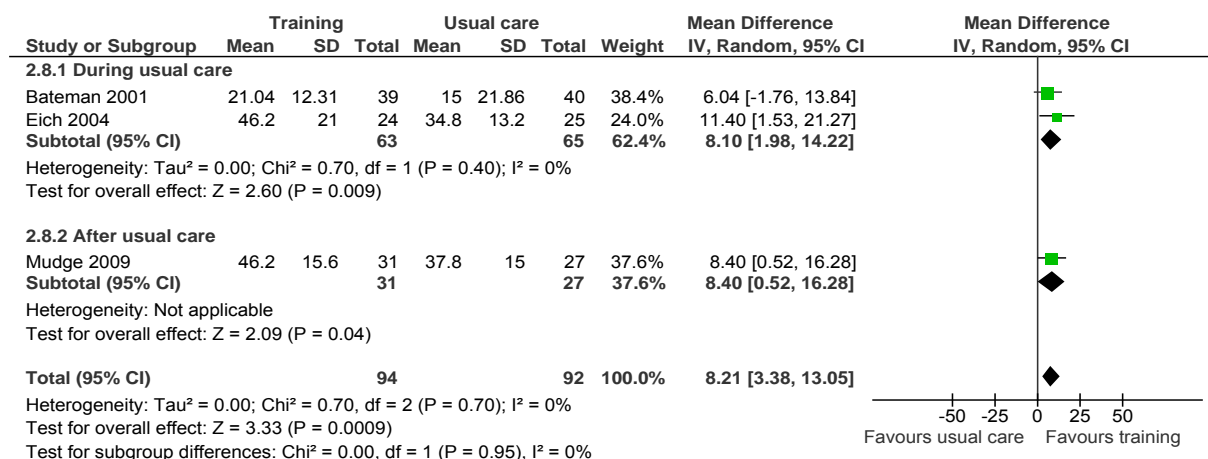 Training Usual care Mean Difference Mean Difference
Study or Subgroup Mean SD Total Mean SD Total Weight IV, Random, 95% CI IV, Random, 95% CI
2.8.1 During usual care
Bateman 2001 21.04 12.31 39 15 21.86 40 38.4% 6.04 [-1.76, 13.84]
Eich 2004 46.2 21 24 34.8 13.2 25 24.0% 11.40 [1.53, 21.27]
Subtotal (95% CI) 63 65 62.4% 8.10 [1.98, 14.22]
Heterogeneity: Tau² = 0.00; Chi² = 0.70, df = 1 (P = 0.40); I² = 0%
Test for overall effect: Z = 2.60 (P = 0.009)
2.8.2 After usual care
Mudge 2009 46.2 15.6 31 37.8 15 27 37.6% 8.40 [0.52, 16.28]
Subtotal (95% CI) 31 27 37.6% 8.40 [0.52, 16.28]
Heterogeneity: Not applicable
Test for overall effect: Z = 2.09 (P = 0.04)
Total (95% CI) 94 92 100.0% 8.21 [3.38, 13.05]
Heterogeneity: Tau² = 0.00; Chi² = 0.70, df = 2 (P = 0.70); I² = 0%
Test for overall effect: Z = 3.33 (P = 0.0009)
Test for subgroup differences: Chi² = 0.00, df = 1 (P = 0.95), I² = 0%
-50 -25 0 25 50
Favours usual care Favours training